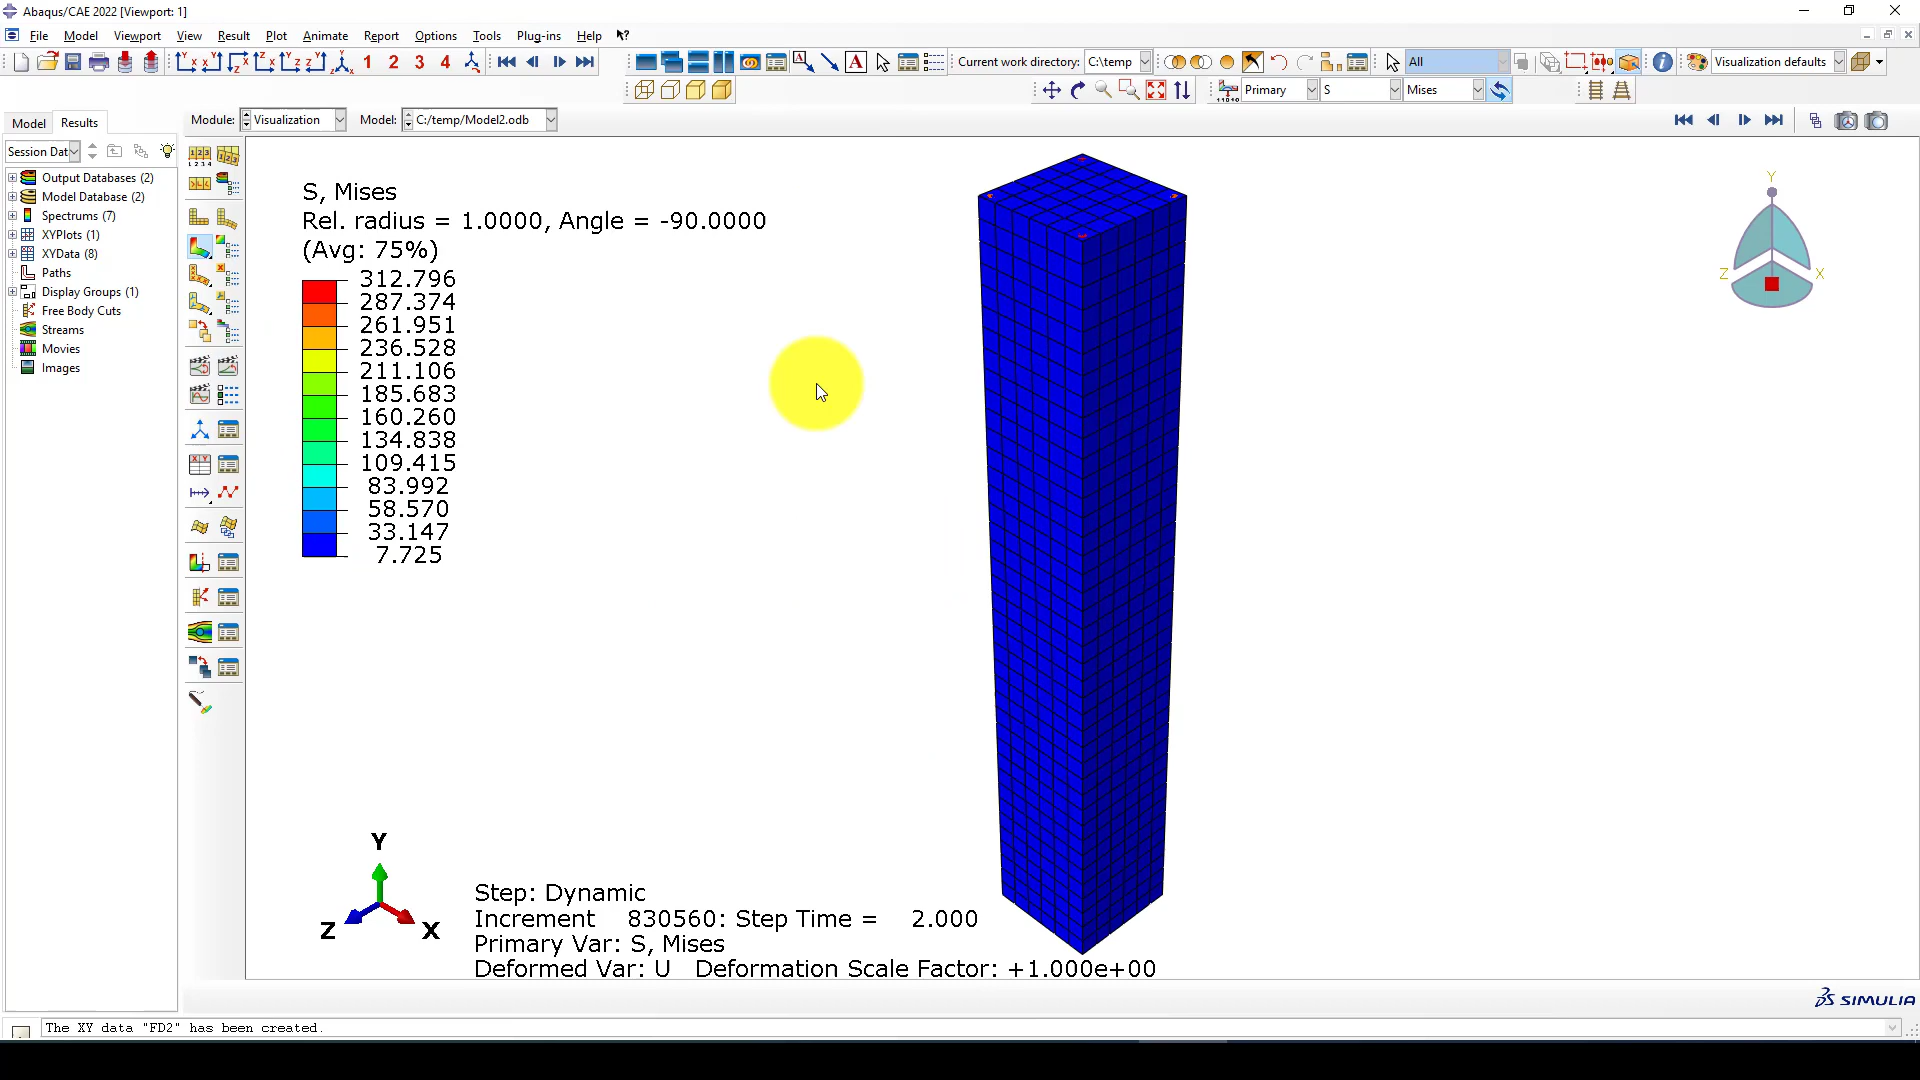 Abaqus/CAE 2022 [Viewport: 1]
File Model Viewport View Result Plot Animate Report Options Tools Plug-ins Help
1 2 3 4
Current work directory: C:\temp
All
Visualization defaults
Primary S Mises
Model Results
Module: Visualization Model: C:/temp/Model2.odb
Session Dat
Output Databases (2)
Model Database (2)
Spectrums (7)
XYPlots (1)
XYData (8)
Paths
Display Groups (1)
Free Body Cuts
Streams
Movies
Images
S, Mises
Rel. radius = 1.0000, Angle = -90.0000
(Avg: 75%)
312.796
287.374
261.951
236.528
211.106
185.683
160.260
134.838
109.415
83.992
58.570
33.147
7.725
Y
Z X
Y
Z X
Step: Dynamic
Increment 830560: Step Time = 2.000
Primary Var: S, Mises
Deformed Var: U Deformation Scale Factor: +1.000e+00
SIMULIA
The XY data "FD2" has been created.